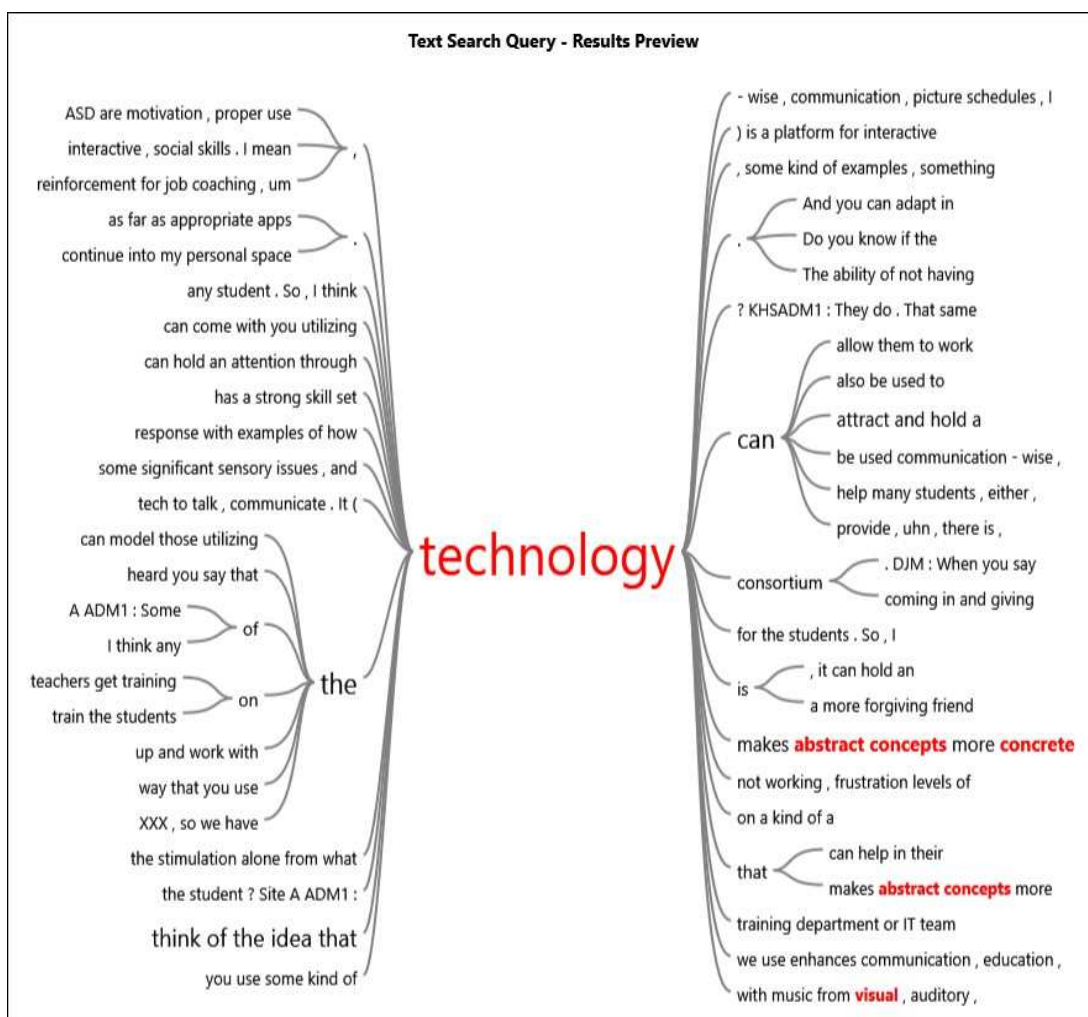 Text Search Query - Results Preview
ASD are motivation , proper use
interactive , social skills . I mean
reinforcement for job coaching , um
,
as far as appropriate apps
continue into my personal space
.
any student . So , I think
can come with you utilizing
can hold an attention through
has a strong skill set
response with examples of how
some significant sensory issues , and
tech to talk , communicate . It (
can model those utilizing
heard you say that
A ADM1 : Some
I think any
of
teachers get training
train the students
on
the
up and work with
way that you use
XXX , so we have
the stimulation alone from what
the student ? Site A ADM1 :
think of the idea that
you use some kind of
technology
- wise , communication , picture schedules , I
) is a platform for interactive
, some kind of examples , something
.
And you can adapt in
Do you know if the
The ability of not having
? KHSADM1 : They do . That same
can
allow them to work
also be used to
attract and hold a
be used communication - wise ,
help many students , either ,
provide , uhn , there is ,
consortium
. DJM : When you say
coming in and giving
for the students . So , I
is
, it can hold an
a more forgiving friend
makes abstract concepts more concrete
not working , frustration levels of
on a kind of a
that
can help in their
makes abstract concepts more
training department or IT team
we use enhances communication , education ,
with music from visual , auditory ,